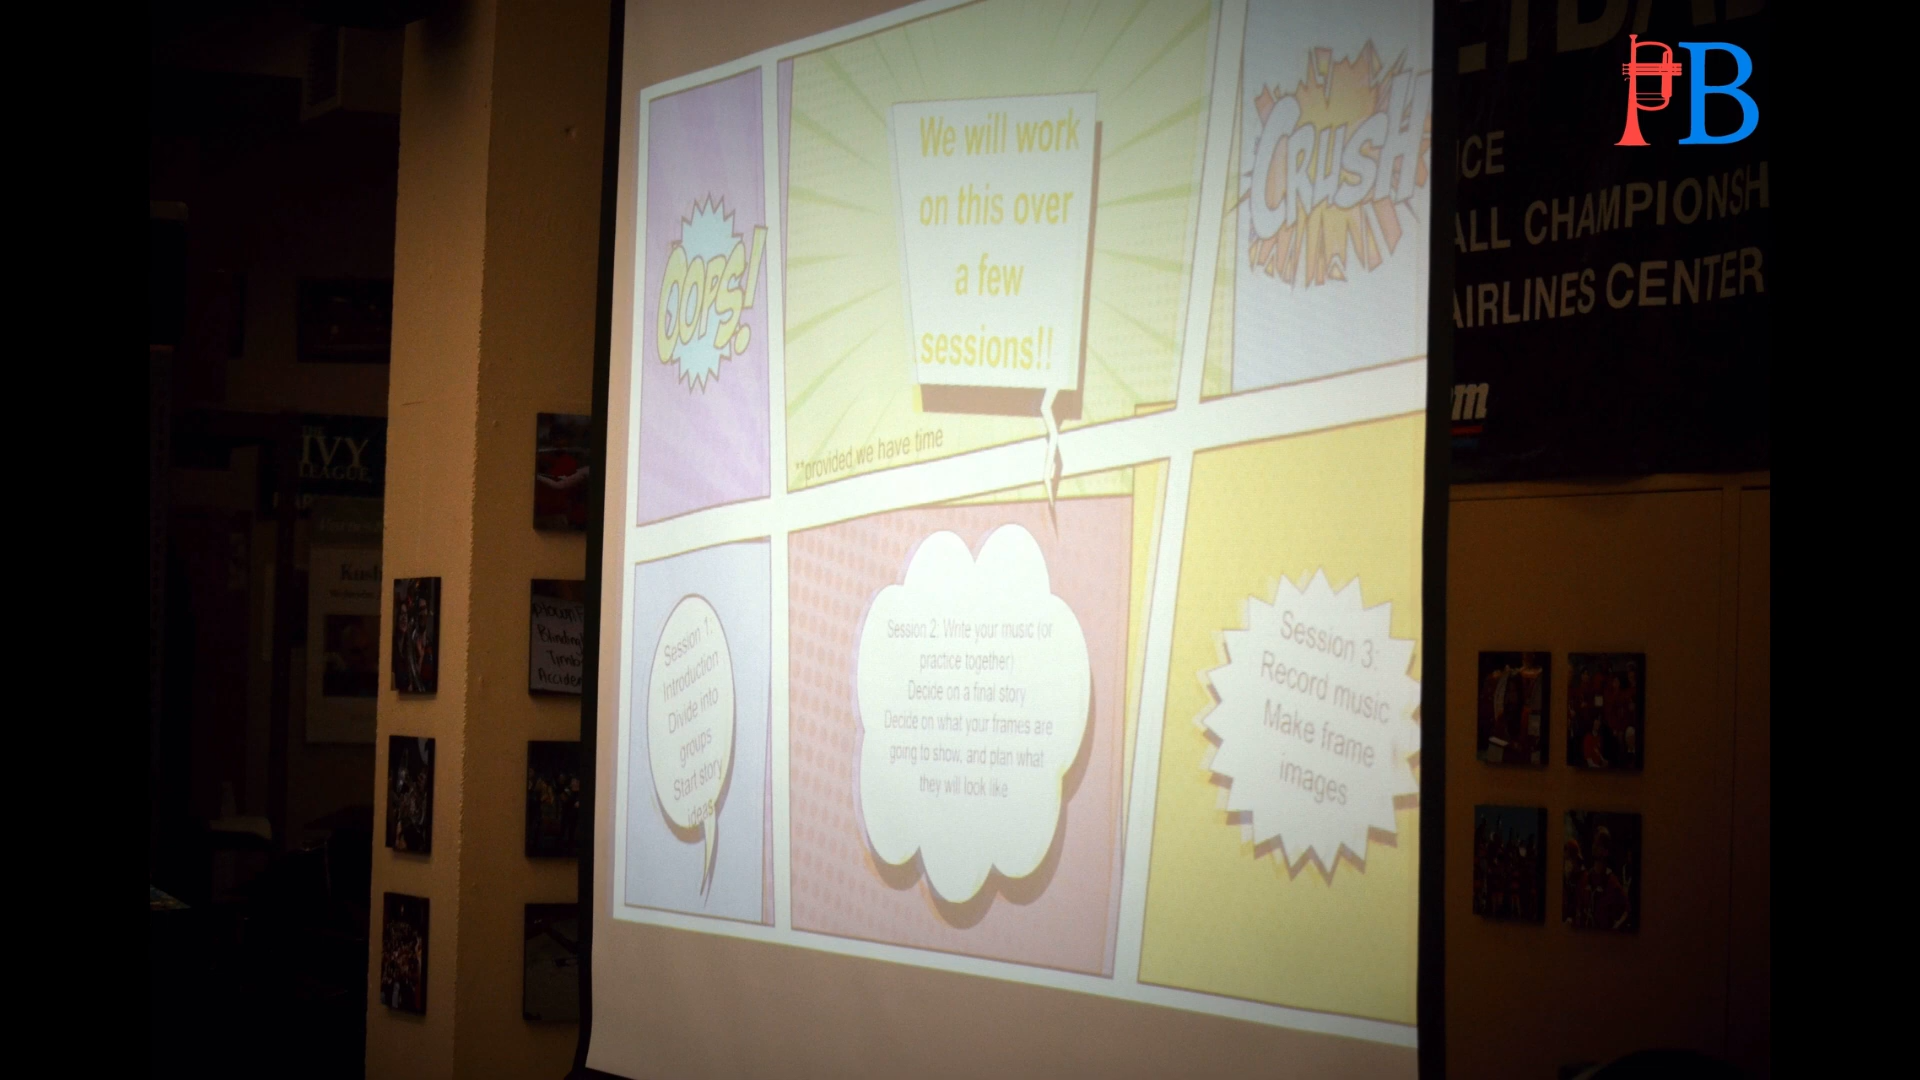 We will work
on this over
a few
sessions!!
OOPS!
CRUSH
**provided we have time
Session 1:
Introduction
Divide into
groups
Start story
ideas
Session 2: Write your music (or
practice together)
Decide on a final story
Decide on what your frames are
going to show, and plan what
they will look like
Session 3:
Record music
Make frame
images
B
ICE
ALL CHAMPIONSH
AIRLINES CENTER
m
THE
IVY
LEAGUE
Kush